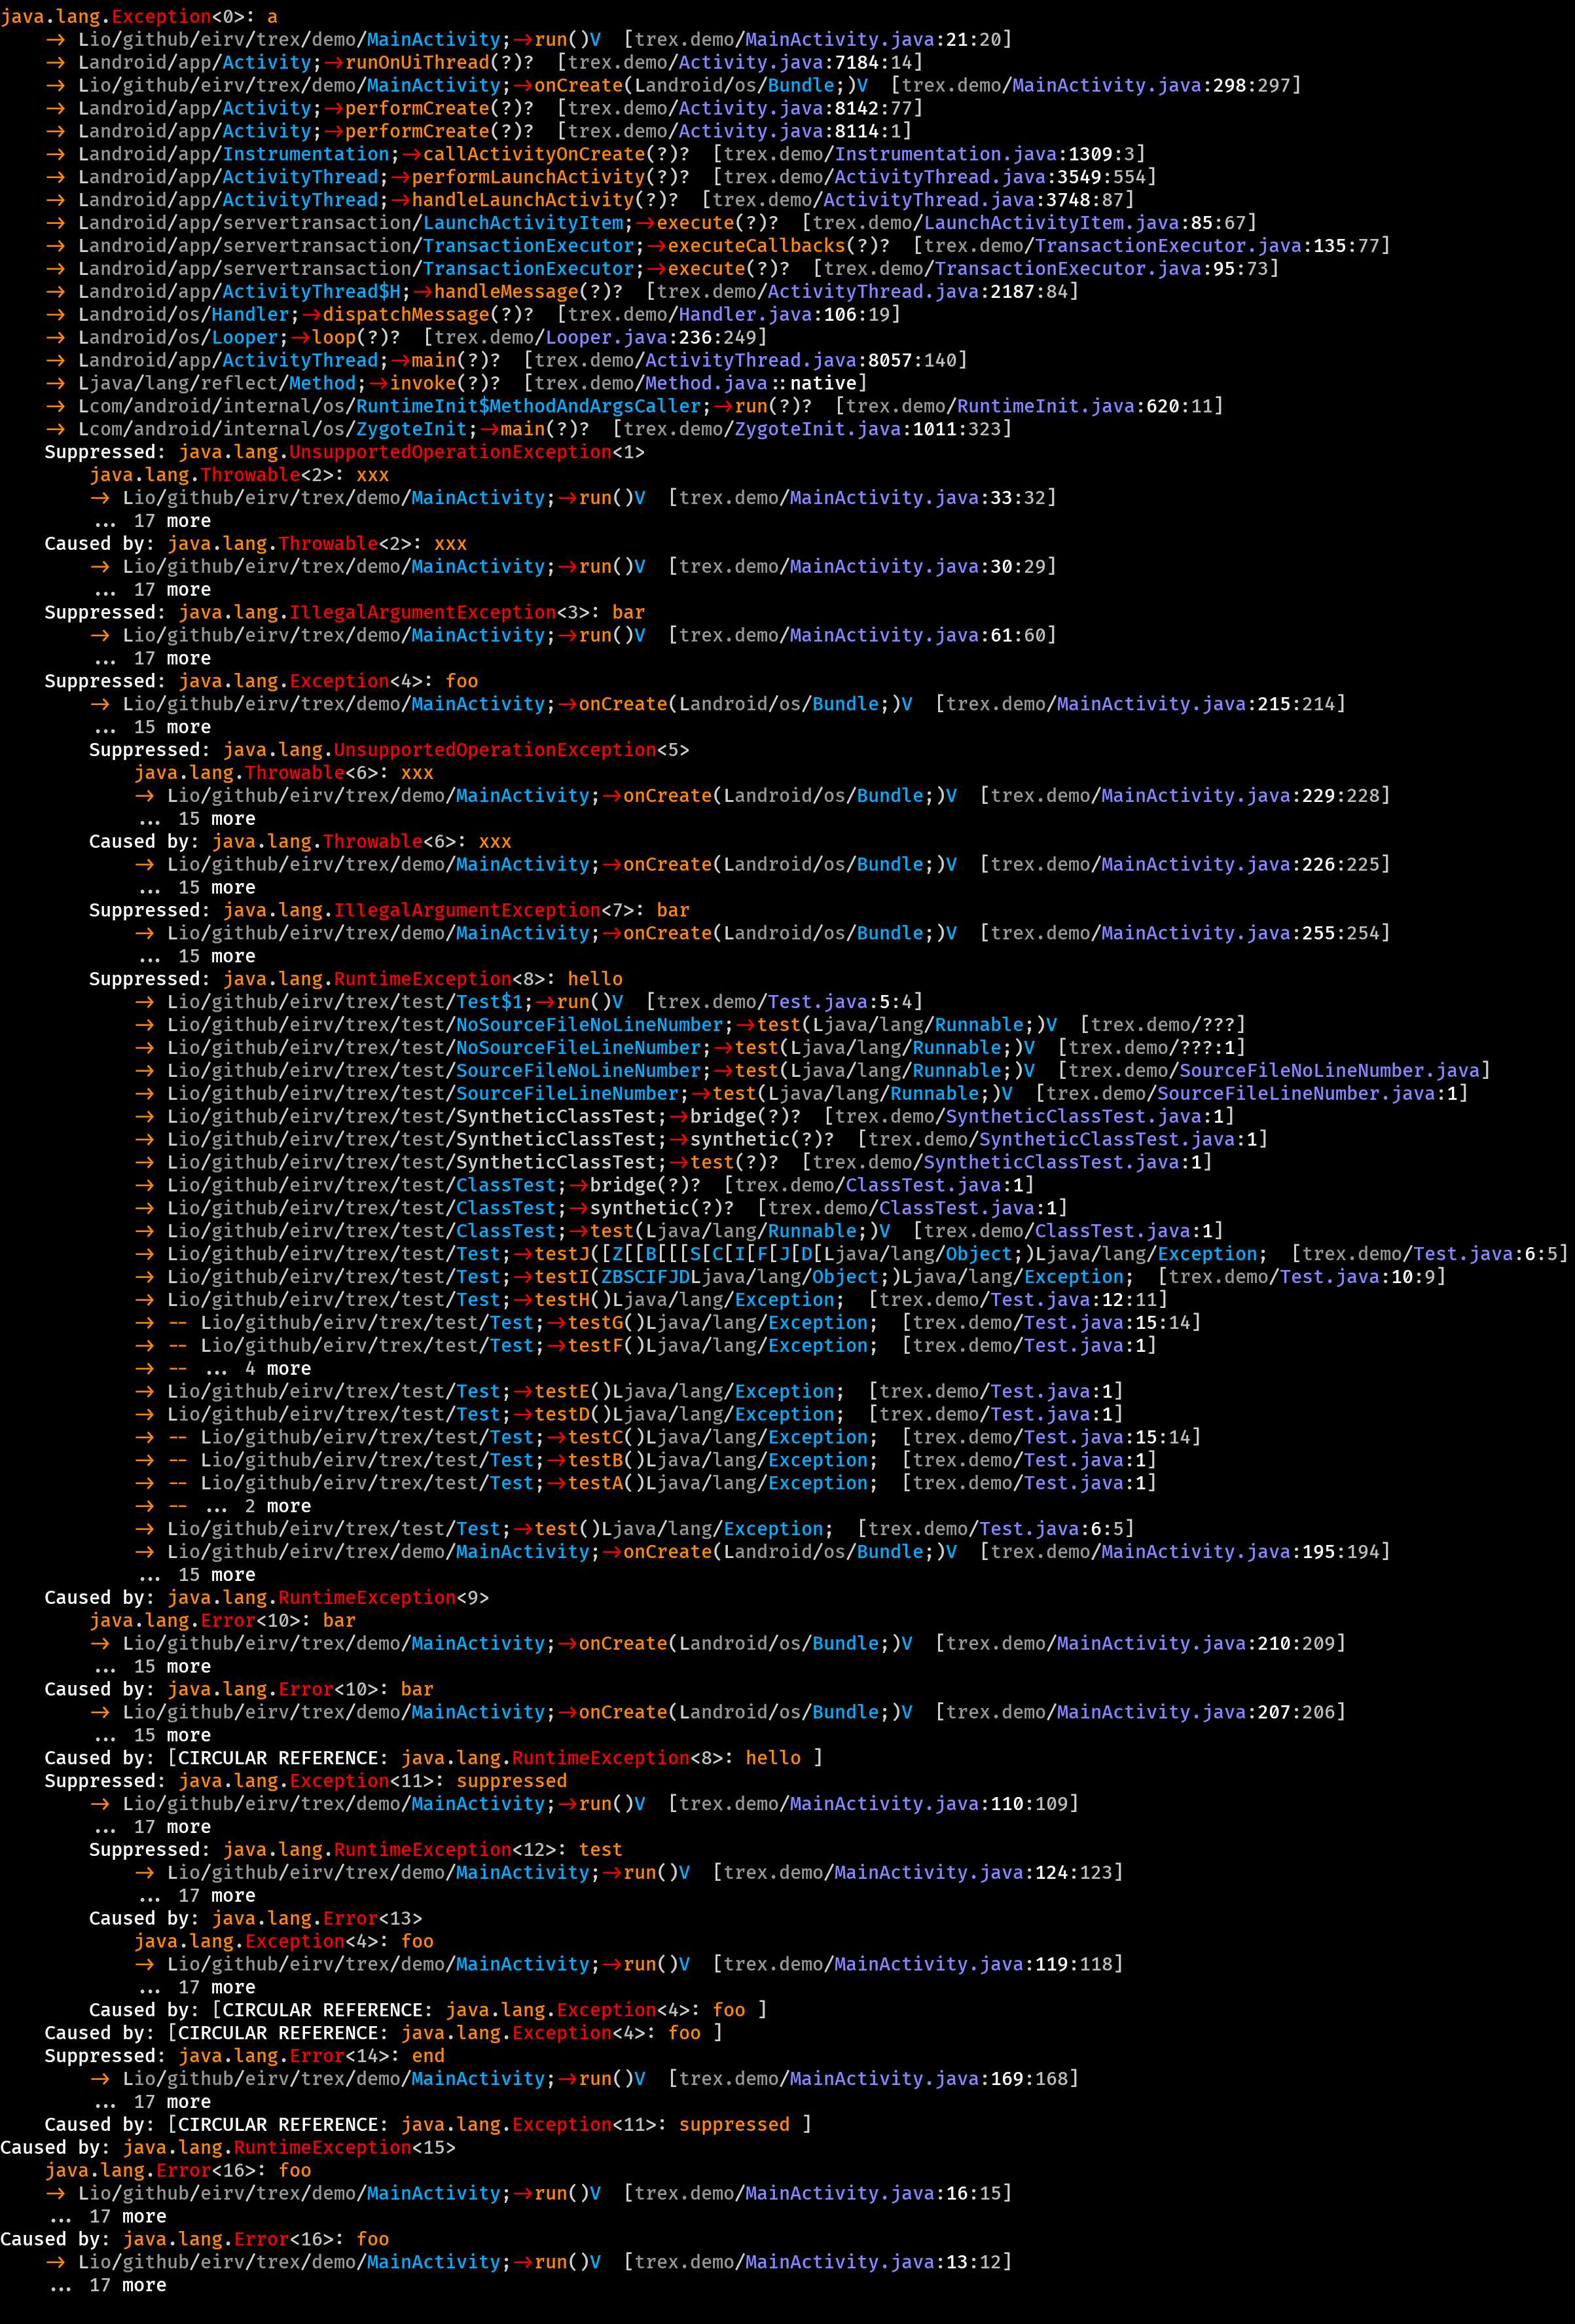 java.lang.Exception<0>: a
→ Lio/github/eirv/trex/demo/MainActivity;→run()V  [trex.demo/MainActivity.java:21:20]
→ Landroid/app/Activity;→runOnUiThread(?)?  [trex.demo/Activity.java:7184:14]
→ Lio/github/eirv/trex/demo/MainActivity;→onCreate(Landroid/os/Bundle;)V  [trex.demo/MainActivity.java:298:297]
→ Landroid/app/Activity;→performCreate(?)?  [trex.demo/Activity.java:8142:77]
→ Landroid/app/Activity;→performCreate(?)?  [trex.demo/Activity.java:8114:1]
→ Landroid/app/Instrumentation;→callActivityOnCreate(?)?  [trex.demo/Instrumentation.java:1309:3]
→ Landroid/app/ActivityThread;→performLaunchActivity(?)?  [trex.demo/ActivityThread.java:3549:554]
→ Landroid/app/ActivityThread;→handleLaunchActivity(?)?  [trex.demo/ActivityThread.java:3748:87]
→ Landroid/app/servertransaction/LaunchActivityItem;→execute(?)?  [trex.demo/LaunchActivityItem.java:85:67]
→ Landroid/app/servertransaction/TransactionExecutor;→executeCallbacks(?)?  [trex.demo/TransactionExecutor.java:135:77]
→ Landroid/app/servertransaction/TransactionExecutor;→execute(?)?  [trex.demo/TransactionExecutor.java:95:73]
→ Landroid/app/ActivityThread$H;→handleMessage(?)?  [trex.demo/ActivityThread.java:2187:84]
→ Landroid/os/Handler;→dispatchMessage(?)?  [trex.demo/Handler.java:106:19]
→ Landroid/os/Looper;→loop(?)?  [trex.demo/Looper.java:236:249]
→ Landroid/app/ActivityThread;→main(?)?  [trex.demo/ActivityThread.java:8057:140]
→ Ljava/lang/reflect/Method;→invoke(?)?  [trex.demo/Method.java::native]
→ Lcom/android/internal/os/RuntimeInit$MethodAndArgsCaller;→run(?)?  [trex.demo/RuntimeInit.java:620:11]
→ Lcom/android/internal/os/ZygoteInit;→main(?)?  [trex.demo/ZygoteInit.java:1011:323]
Suppressed: java.lang.UnsupportedOperationException<1>
java.lang.Throwable<2>: xxx
→ Lio/github/eirv/trex/demo/MainActivity;→run()V  [trex.demo/MainActivity.java:33:32]
... 17 more
Caused by: java.lang.Throwable<2>: xxx
→ Lio/github/eirv/trex/demo/MainActivity;→run()V  [trex.demo/MainActivity.java:30:29]
... 17 more
Suppressed: java.lang.IllegalArgumentException<3>: bar
→ Lio/github/eirv/trex/demo/MainActivity;→run()V  [trex.demo/MainActivity.java:61:60]
... 17 more
Suppressed: java.lang.Exception<4>: foo
→ Lio/github/eirv/trex/demo/MainActivity;→onCreate(Landroid/os/Bundle;)V  [trex.demo/MainActivity.java:215:214]
... 15 more
Suppressed: java.lang.UnsupportedOperationException<5>
java.lang.Throwable<6>: xxx
→ Lio/github/eirv/trex/demo/MainActivity;→onCreate(Landroid/os/Bundle;)V  [trex.demo/MainActivity.java:229:228]
... 15 more
Caused by: java.lang.Throwable<6>: xxx
→ Lio/github/eirv/trex/demo/MainActivity;→onCreate(Landroid/os/Bundle;)V  [trex.demo/MainActivity.java:226:225]
... 15 more
Suppressed: java.lang.IllegalArgumentException<7>: bar
→ Lio/github/eirv/trex/demo/MainActivity;→onCreate(Landroid/os/Bundle;)V  [trex.demo/MainActivity.java:255:254]
... 15 more
Suppressed: java.lang.RuntimeException<8>: hello
→ Lio/github/eirv/trex/test/Test$1;→run()V  [trex.demo/Test.java:5:4]
→ Lio/github/eirv/trex/test/NoSourceFileNoLineNumber;→test(Ljava/lang/Runnable;)V  [trex.demo/???]
→ Lio/github/eirv/trex/test/NoSourceFileLineNumber;→test(Ljava/lang/Runnable;)V  [trex.demo/???:1]
→ Lio/github/eirv/trex/test/SourceFileNoLineNumber;→test(Ljava/lang/Runnable;)V  [trex.demo/SourceFileNoLineNumber.java]
→ Lio/github/eirv/trex/test/SourceFileLineNumber;→test(Ljava/lang/Runnable;)V  [trex.demo/SourceFileLineNumber.java:1]
→ Lio/github/eirv/trex/test/SyntheticClassTest;→bridge(?)?  [trex.demo/SyntheticClassTest.java:1]
→ Lio/github/eirv/trex/test/SyntheticClassTest;→synthetic(?)?  [trex.demo/SyntheticClassTest.java:1]
→ Lio/github/eirv/trex/test/SyntheticClassTest;→test(?)?  [trex.demo/SyntheticClassTest.java:1]
→ Lio/github/eirv/trex/test/ClassTest;→bridge(?)?  [trex.demo/ClassTest.java:1]
→ Lio/github/eirv/trex/test/ClassTest;→synthetic(?)?  [trex.demo/ClassTest.java:1]
→ Lio/github/eirv/trex/test/ClassTest;→test(Ljava/lang/Runnable;)V  [trex.demo/ClassTest.java:1]
→ Lio/github/eirv/trex/test/Test;→testJ([Z[[B[[[S[C[I[F[J[D[Ljava/lang/Object;)Ljava/lang/Exception;  [trex.demo/Test.java:6:5]
→ Lio/github/eirv/trex/test/Test;→testI(ZBSCIFJDLjava/lang/Object;)Ljava/lang/Exception;  [trex.demo/Test.java:10:9]
→ Lio/github/eirv/trex/test/Test;→testH()Ljava/lang/Exception;  [trex.demo/Test.java:12:11]
→ -- Lio/github/eirv/trex/test/Test;→testG()Ljava/lang/Exception;  [trex.demo/Test.java:15:14]
→ -- Lio/github/eirv/trex/test/Test;→testF()Ljava/lang/Exception;  [trex.demo/Test.java:1]
→ -- ... 4 more
→ Lio/github/eirv/trex/test/Test;→testE()Ljava/lang/Exception;  [trex.demo/Test.java:1]
→ Lio/github/eirv/trex/test/Test;→testD()Ljava/lang/Exception;  [trex.demo/Test.java:1]
→ -- Lio/github/eirv/trex/test/Test;→testC()Ljava/lang/Exception;  [trex.demo/Test.java:15:14]
→ -- Lio/github/eirv/trex/test/Test;→testB()Ljava/lang/Exception;  [trex.demo/Test.java:1]
→ -- Lio/github/eirv/trex/test/Test;→testA()Ljava/lang/Exception;  [trex.demo/Test.java:1]
→ -- ... 2 more
→ Lio/github/eirv/trex/test/Test;→test()Ljava/lang/Exception;  [trex.demo/Test.java:6:5]
→ Lio/github/eirv/trex/demo/MainActivity;→onCreate(Landroid/os/Bundle;)V  [trex.demo/MainActivity.java:195:194]
... 15 more
Caused by: java.lang.RuntimeException<9>
java.lang.Error<10>: bar
→ Lio/github/eirv/trex/demo/MainActivity;→onCreate(Landroid/os/Bundle;)V  [trex.demo/MainActivity.java:210:209]
... 15 more
Caused by: java.lang.Error<10>: bar
→ Lio/github/eirv/trex/demo/MainActivity;→onCreate(Landroid/os/Bundle;)V  [trex.demo/MainActivity.java:207:206]
... 15 more
Caused by: [CIRCULAR REFERENCE: java.lang.RuntimeException<8>: hello ]
Suppressed: java.lang.Exception<11>: suppressed
→ Lio/github/eirv/trex/demo/MainActivity;→run()V  [trex.demo/MainActivity.java:110:109]
... 17 more
Suppressed: java.lang.RuntimeException<12>: test
→ Lio/github/eirv/trex/demo/MainActivity;→run()V  [trex.demo/MainActivity.java:124:123]
... 17 more
Caused by: java.lang.Error<13>
java.lang.Exception<4>: foo
→ Lio/github/eirv/trex/demo/MainActivity;→run()V  [trex.demo/MainActivity.java:119:118]
... 17 more
Caused by: [CIRCULAR REFERENCE: java.lang.Exception<4>: foo ]
Caused by: [CIRCULAR REFERENCE: java.lang.Exception<4>: foo ]
Suppressed: java.lang.Error<14>: end
→ Lio/github/eirv/trex/demo/MainActivity;→run()V  [trex.demo/MainActivity.java:169:168]
... 17 more
Caused by: [CIRCULAR REFERENCE: java.lang.Exception<11>: suppressed ]
Caused by: java.lang.RuntimeException<15>
java.lang.Error<16>: foo
→ Lio/github/eirv/trex/demo/MainActivity;→run()V  [trex.demo/MainActivity.java:16:15]
... 17 more
Caused by: java.lang.Error<16>: foo
→ Lio/github/eirv/trex/demo/MainActivity;→run()V  [trex.demo/MainActivity.java:13:12]
... 17 more